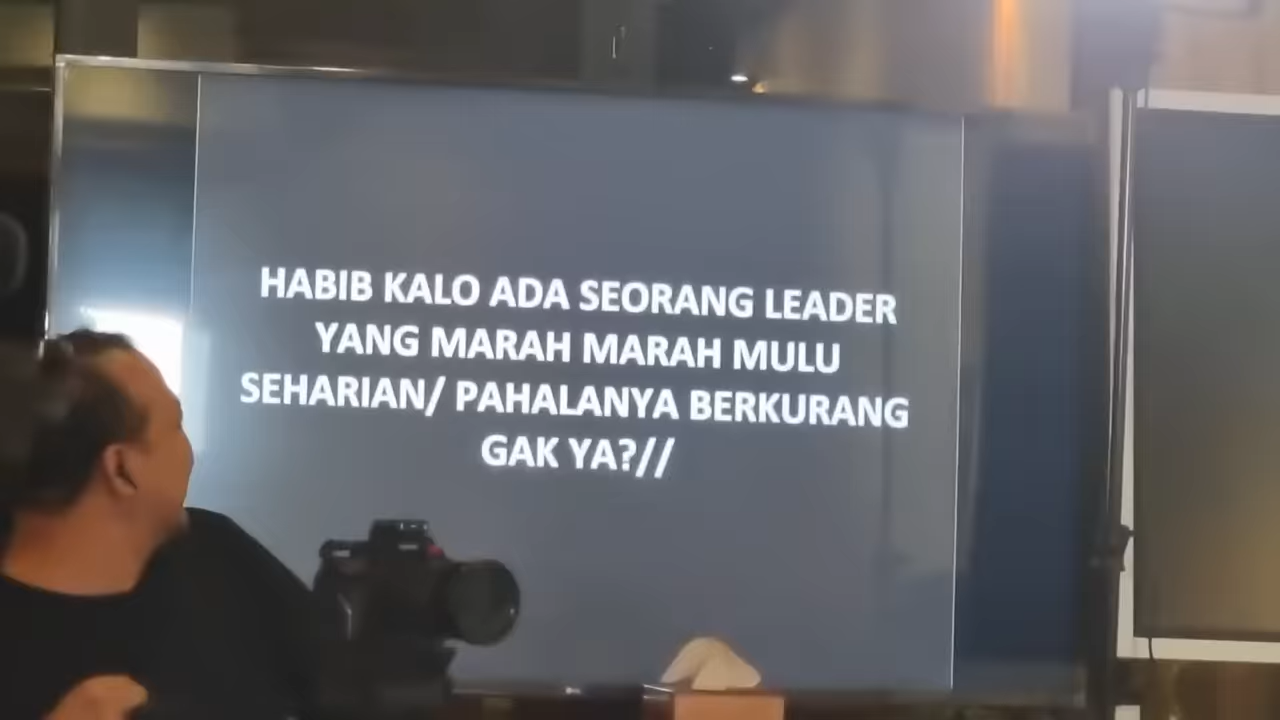 HABIB KALO ADA SEORANG LEADER
YANG MARAH MARAH MULU
SEHARIAN/ PAHALANYA BERKURANG
GAK YA?//